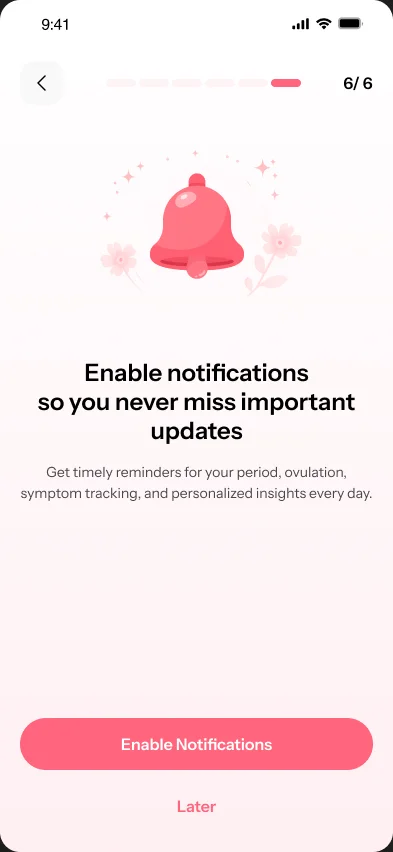 9:41
6/ 6
Enable notifications
so you never miss important
updates
Get timely reminders for your period, ovulation,
symptom tracking, and personalized insights every day.
Enable Notifications
Later